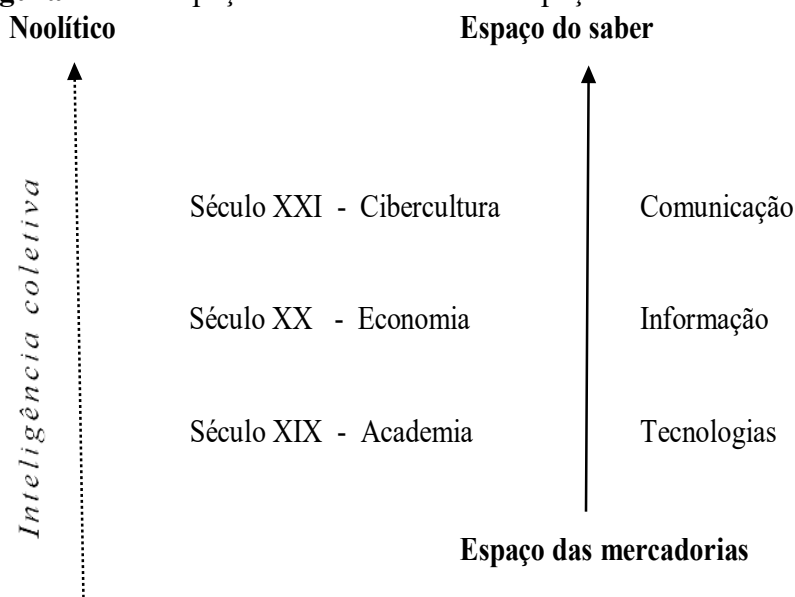 Noolítico Espaço do saber
Século XXI - Cibercultura Comunicação
Século XX - Economia Informação
Século XIX - Academia Tecnologias
Inteligência coletiva
Espaço das mercadorias